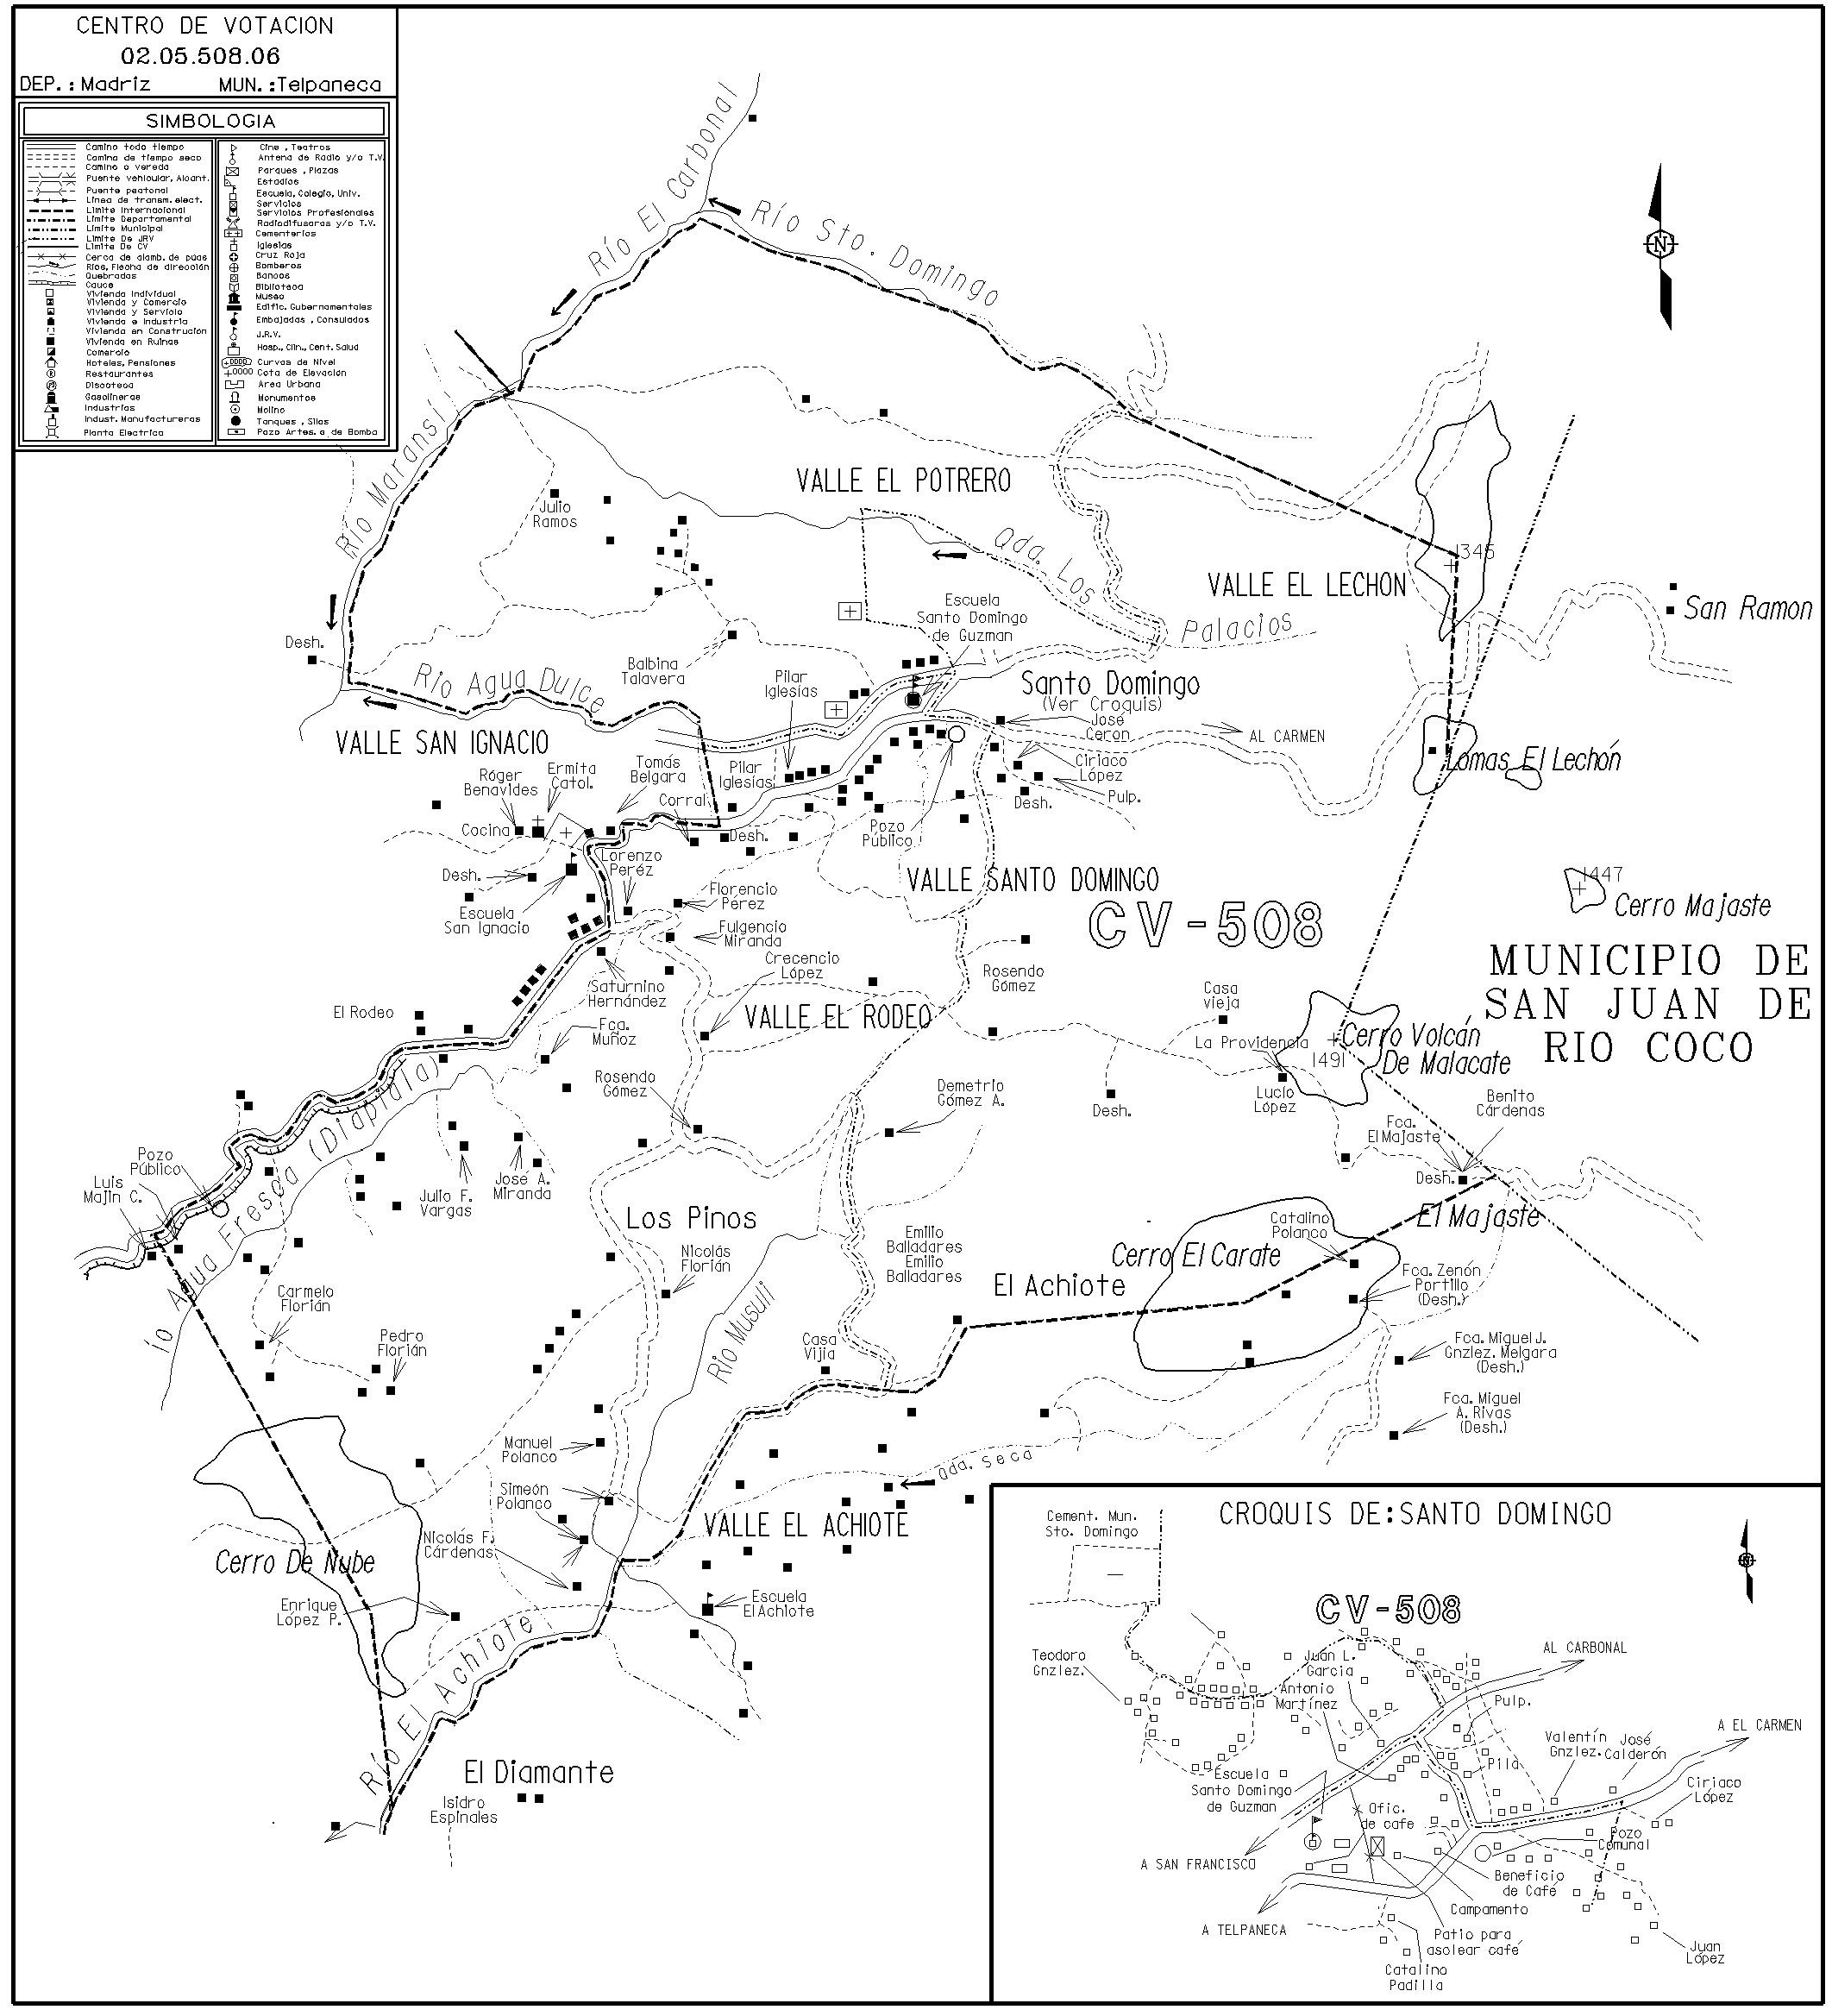 CENTRO DE VOTACION
02.05.508.06
DEP.: Madriz MUN.: Telpaneca
SIMBOLOGIA
Camino todo tiempo
Camino de tiempo seco
Camino o vereda
Puente vehicular, Alcant.
Puente peatonal
Línea de transm. elect.
Limite Internacional
Limite Departamental
Limite Municipal
Limite De JRV
Limite De CV
Cerca de alamb. de púas
Ríos, Flecha de dirección
Quebradas
Cauce
Vivienda Individual
Vivienda y Comercio
Vivienda y Servicio
Vivienda e Industria
Vivienda en Construcion
Vivienda en Ruinas
Comercio
Hoteles, Pensiones
Restaurantes
Discoteca
Gasolineras
Industrias
Indust. Manufactureras
Planta Electrica
Cine , Teatros
Antena de Radio y/o T.V.
Parques , Plazas
Estadios
Escuela, Colegio, Univ.
Servicios
Servicios Profesionales
Radiodifusoras y/o T.V.
Cementerios
Iglesias
Cruz Roja
Bomberos
Bancos
Biblioteca
Museo
Edific. Gubernamentales
Embajadas , Consulados
J.R.V.
Hosp., Clin., Cent. Salud
Curvas de Nivel
Cota de Elevación
Area Urbana
Monumentos
Molino
Tanques , Silas
Pozo Artes. o de Bomba
Río El Carbonal
Río Sto. Domingo
N
VALLE EL POTRERO
Julio
Ramos
Qda. Los
Palacios
1345
VALLE EL LECHON
San Ramon
Escuela
Santo Domingo
de Guzman
Desh.
Balbina
Talavera
Río Agua Dulce
Pilar
Iglesias
Santo Domingo
(Ver Croquis)
José
Ceron
AL CARMEN
VALLE SAN IGNACIO
Lomas El Lechón
Róger
Benavides
Ermita
Catol.
Tomás
Belgara
Pilar
Iglesias
Ciriaco
López
Corral
Desh.
Pulp.
Cocina
Desh.
Pozo
Público
Lorenzo
Perez
Desh.
VALLE SANTO DOMINGO
1447
Florencio
Pérez
CV-508
Cerro Majaste
Escuela
San Ignacio
Fulgencio
Miranda
MUNICIPIO DE
SAN JUAN DE
RIO COCO
Crecencio
López
Rosendo
Gómez
Saturnino
Hernández
Casa
vieja
El Rodeo
VALLE EL RODEO
Fca.
Muñoz
La Providencia
Cerro Volcán
De Malacate
1491
Rosendo
Gómez
Demetrio
Gómez A.
Desh.
Lucío
López
Benito
Cárdenas
Fca.
El Majaste
Pozo
Público
Luis
Majin C.
Julio F.
Vargas
Jose A.
Miranda
Desh.
Los Pinos
El Majaste
Catalino
Polanco
Emilio
Balladares
Emilio
Balladares
Cerro El Carate
Nicolás
Florián
El Achiote
Fca. Zenón
Portillo
(Desh.)
Carmelo
Florián
Río Musuli
Pedro
Florián
Casa
Vijia
Fca. Miguel J.
Gnzlez. Melgara
(Desh.)
Fca. Miguel
A. Rivas
(Desh.)
Manuel
Polanco
Qda. Seca
Simeón
Polanco
VALLE EL ACHIOTE
Nicolás F.
Cárdenas
Cerro De Nube
Enrique
López P.
Escuela
El Achiote
Río El Achiote
El Diamante
Isidro
Espinales
CROQUIS DE:SANTO DOMINGO
Cement. Mun.
Sto. Domingo
CV-508
Teodoro
Gnzlez.
Juán L.
Garcia
AL CARBONAL
Antonio
Martínez
Pulp.
A EL CARMEN
Valentín
Gnzlez.
José
Calderón
Pila
Escuela
Santo Domingo
de Guzman
Ciriaco
López
Ofic.
de cafe
Pozo
Comunal
A SAN FRANCISCO
Beneficio
de Café
Campamento
A TELPANECA
Patio para
asolear café
Juan
López
Catalino
Padilla